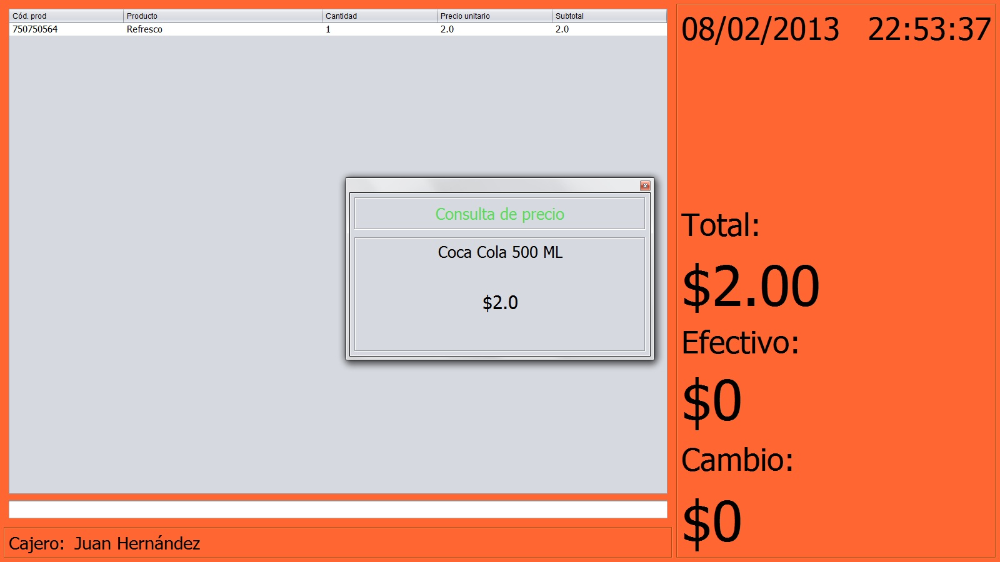 Cód. prod Producto Cantidad Precio unitario Subtotal
750750564 Refresco 1 2.0 2.0
08/02/2013 22:53:37
Consulta de precio
Coca Cola 500 ML
$2.0
Total:
$2.00
Efectivo:
$0
Cambio:
$0
Cajero: Juan Hernández